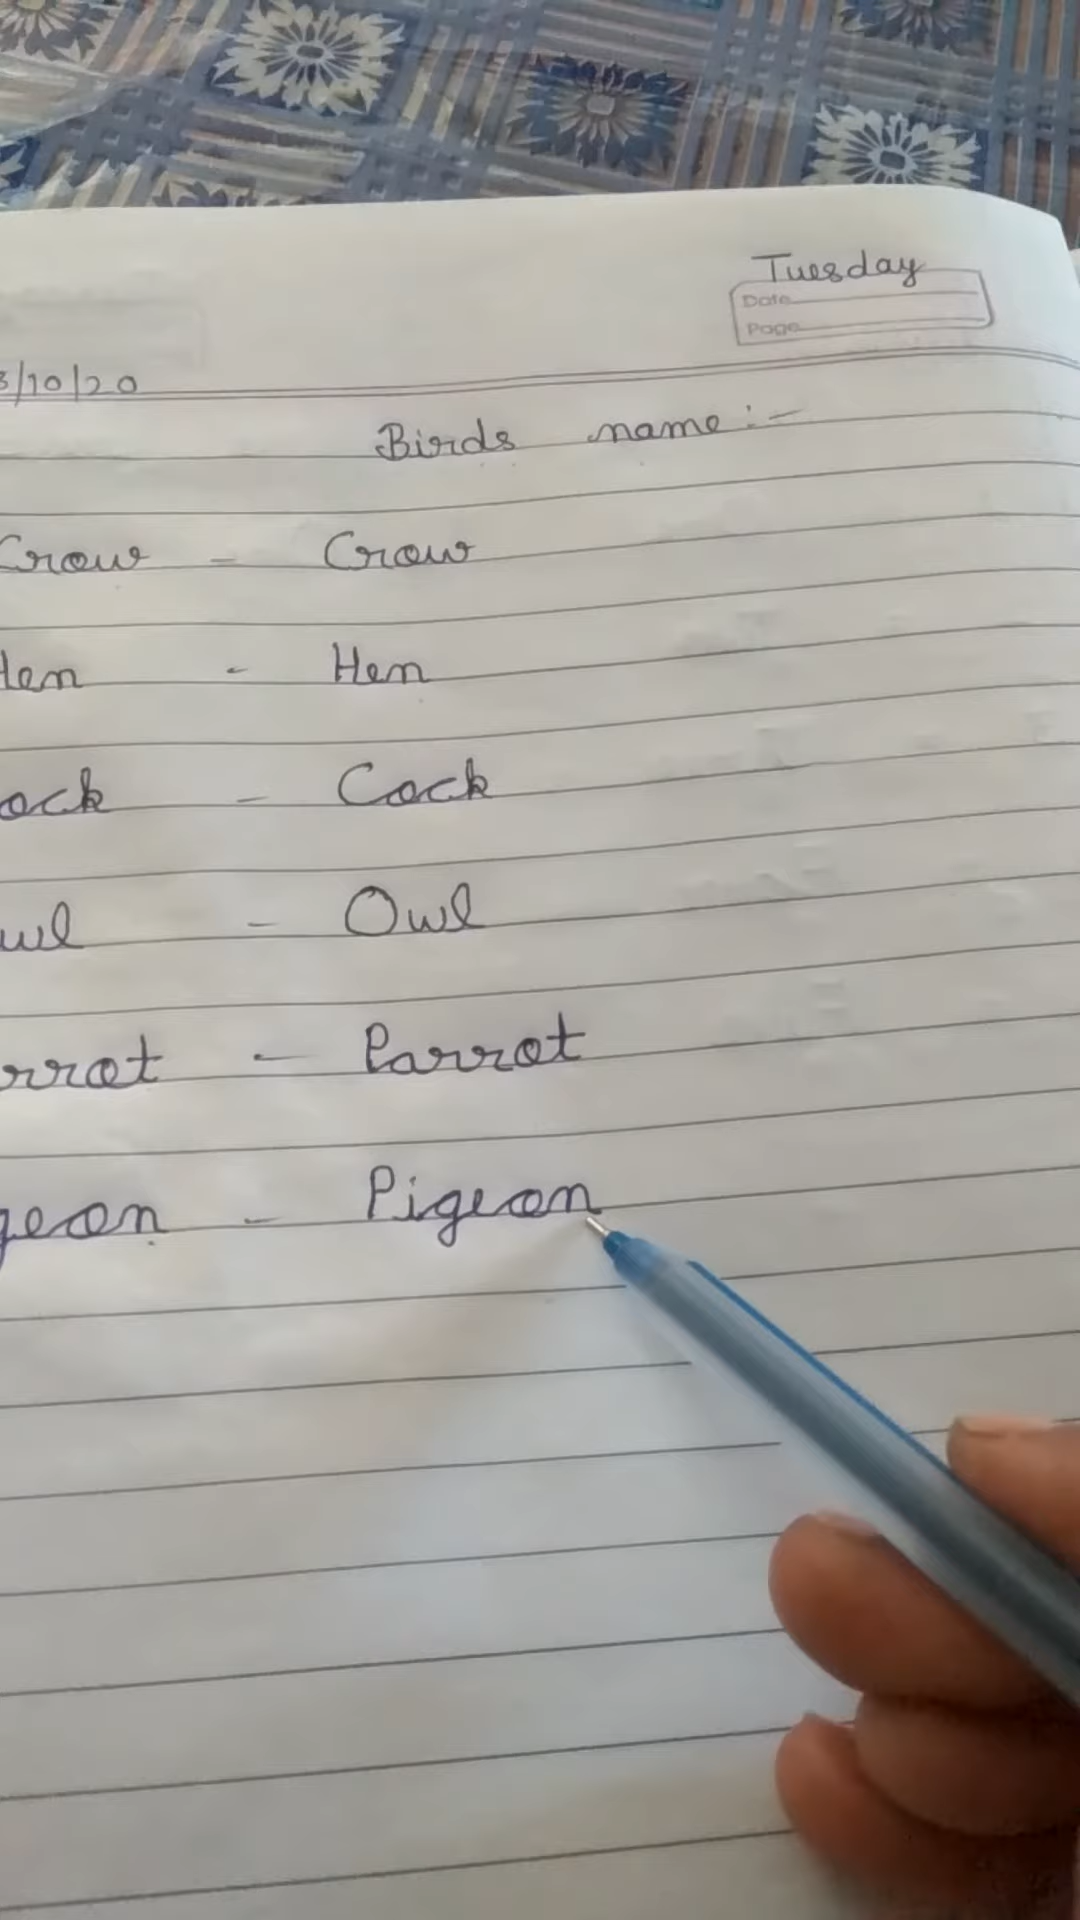 Tuesday
Date
Page
3/10/20
Birds name :-
Crow - Crow
Hen - Hen
ock - Cock
wl - Owl
rrot - Parrot
geon - Pigeon